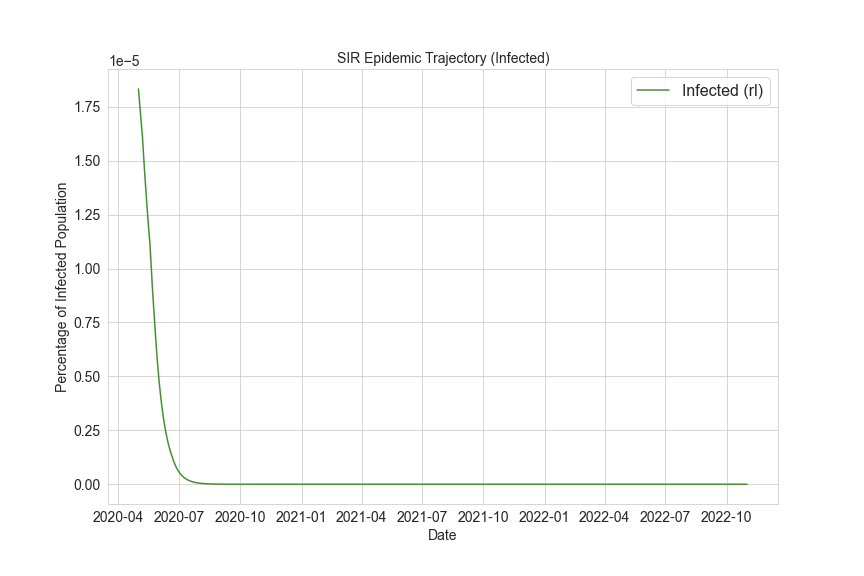 SIR Epidemic Trajectory (Infected)
1e−5
Infected (rI)
1.75
1.50
1.25
1.00
0.75
0.50
0.25
0.00
Percentage of Infected Population
2020-04 2020-07 2020-10 2021-01 2021-04 2021-07 2021-10 2022-01 2022-04 2022-07 2022-10
Date